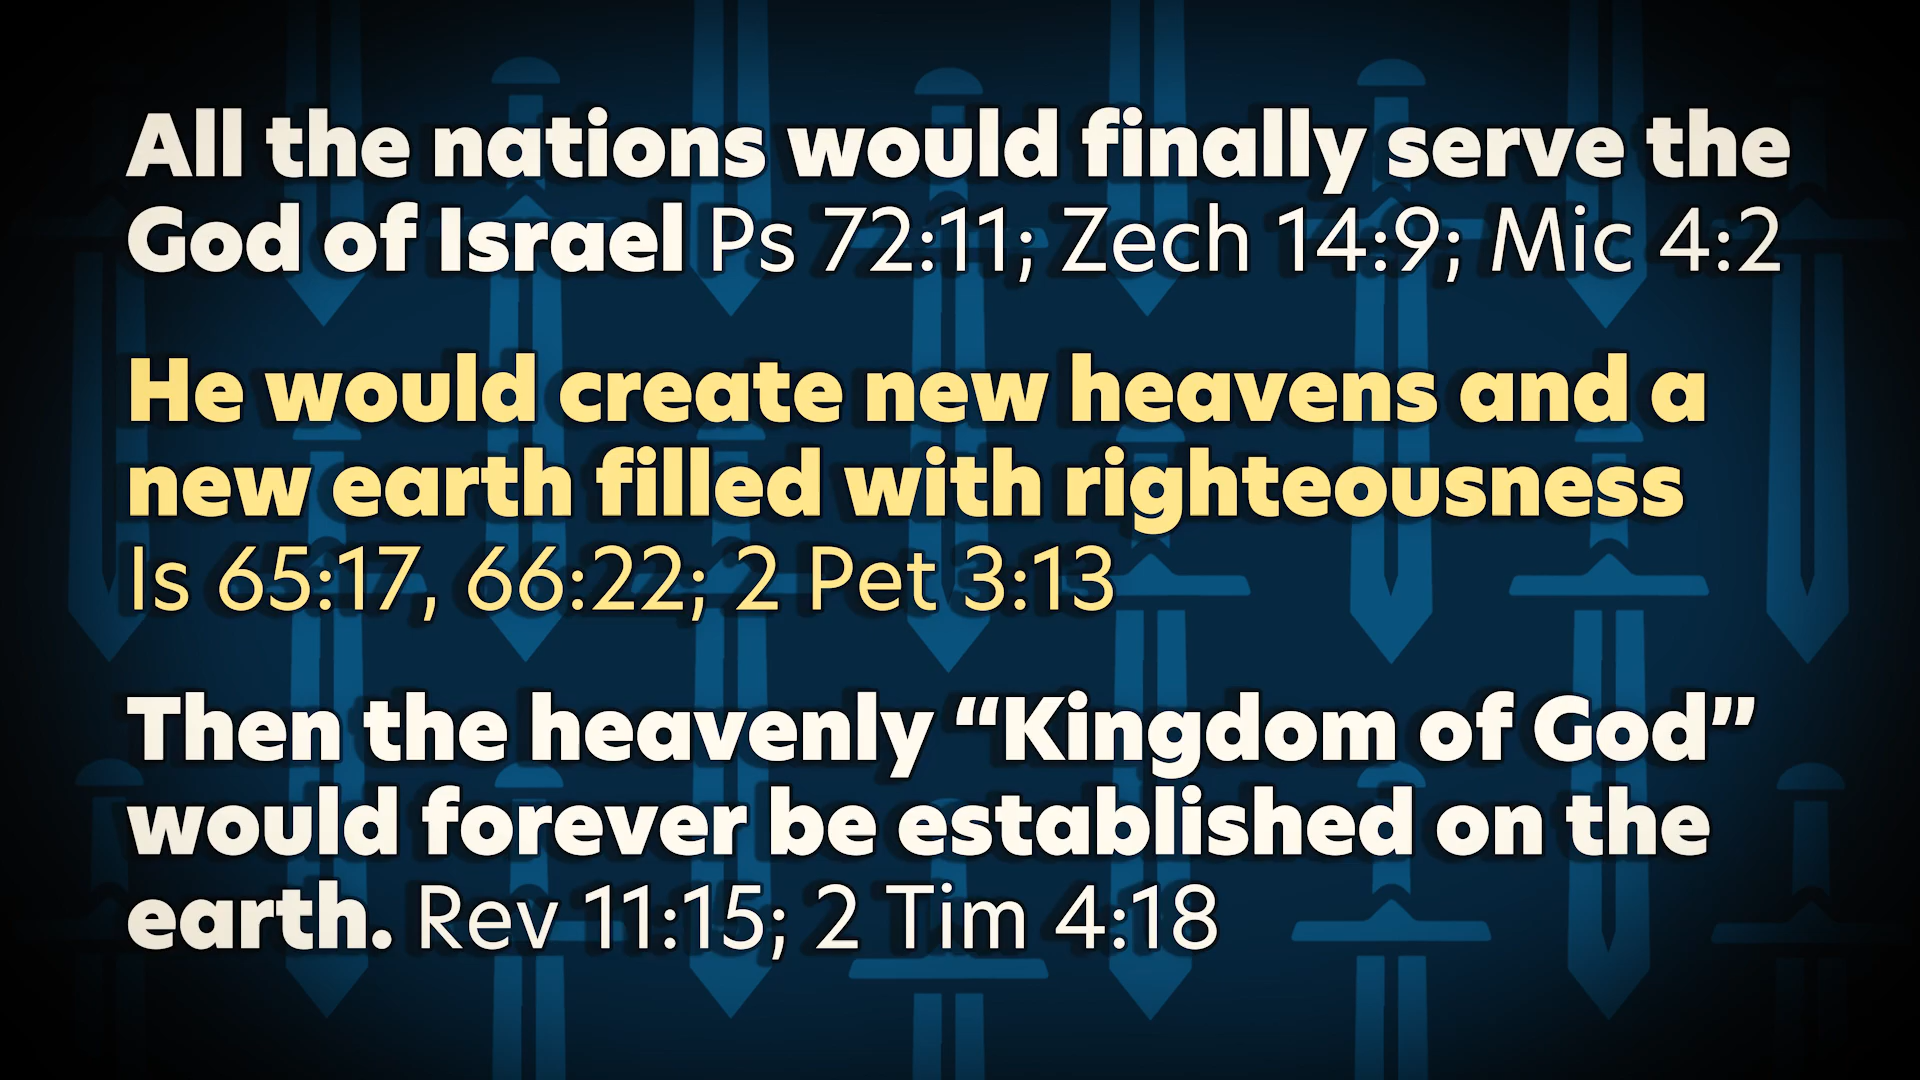 All the nations would finally serve the
God of Israel Ps 72:11; Zech 14:9; Mic 4:2
He would create new heavens and a
new earth filled with righteousness
Is 65:17, 66:22; 2 Pet 3:13
Then the heavenly “Kingdom of God”
would forever be established on the
earth. Rev 11:15; 2 Tim 4:18